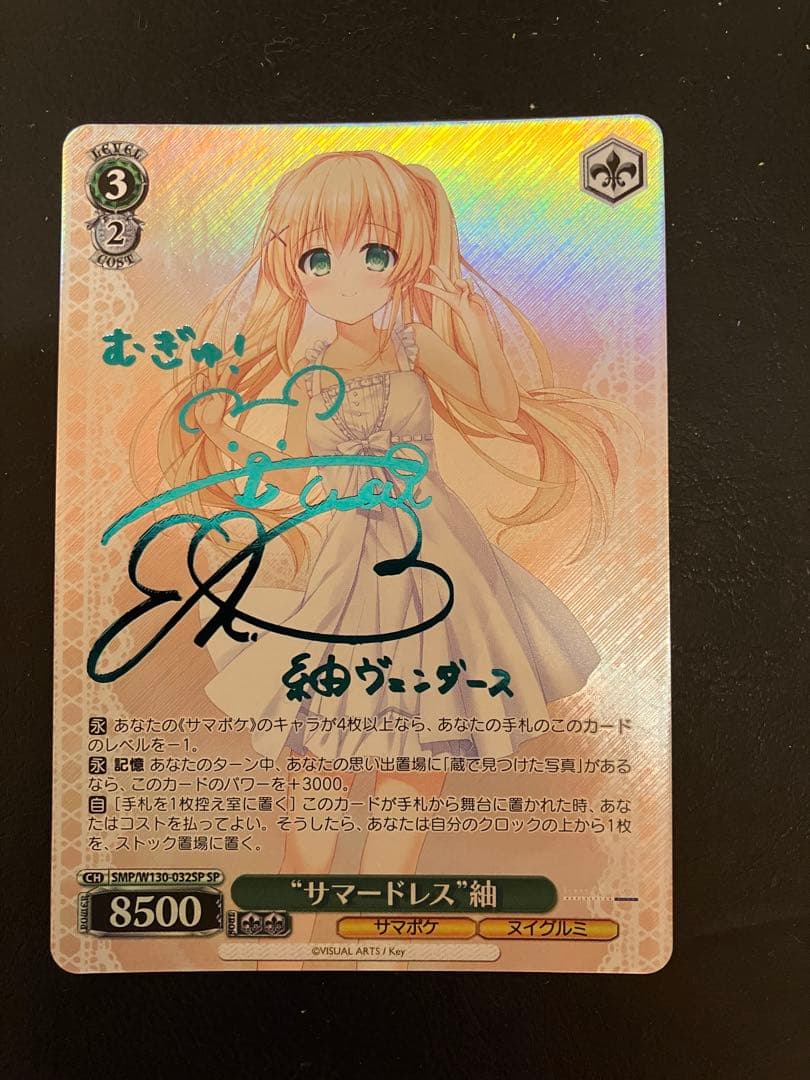 LEVEL
3
2
COST
むぎゅ！
紬ヴェンダース
永 あなたの《サマポケ》のキャラが4枚以上なら、あなたの手札のこのカード
のレベルを－1。
永 記憶 あなたのターン中、あなたの思い出置場に「蔵で見つけた写真」がある
なら、このカードのパワーを＋3000。
自 ［手札を1枚控え室に置く］ このカードが手札から舞台に置かれた時、あな
たはコストを払ってよい。そうしたら、あなたは自分のクロックの上から1枚
を、ストック置場に置く。
CH SMP/W130-032SP SP
“サマードレス”紬
POWER 8500
SOUL
サマポケ ヌイグルミ
©VISUAL ARTS / Key